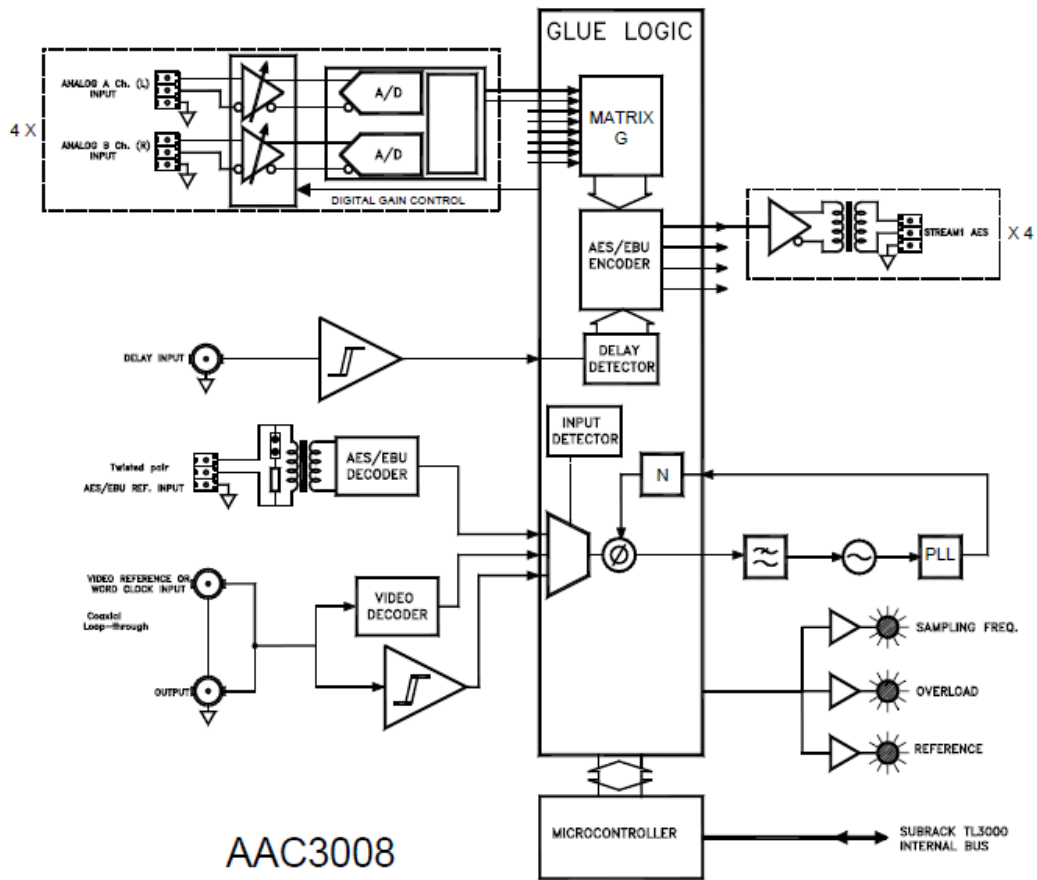 GLUE LOGIC
ANALOG A Ch. (L)
INPUT
A/D
4 X
ANALOG B Ch. (R)
INPUT
A/D
DIGITAL GAIN CONTROL
MATRIX
G
AES/EBU
ENCODER
STREAM1 AES
X 4
DELAY INPUT
DELAY
DETECTOR
INPUT
DETECTOR
Twisted pair
AES/EBU REF. INPUT
AES/EBU
DECODER
N
PLL
VIDEO REFERENCE OR
WORD CLOCK INPUT
Coaxial
Loop-through
VIDEO
DECODER
OUTPUT
SAMPLING FREQ.
OVERLOAD
REFERENCE
MICROCONTROLLER
SUBRACK TL3000
INTERNAL BUS
AAC3008